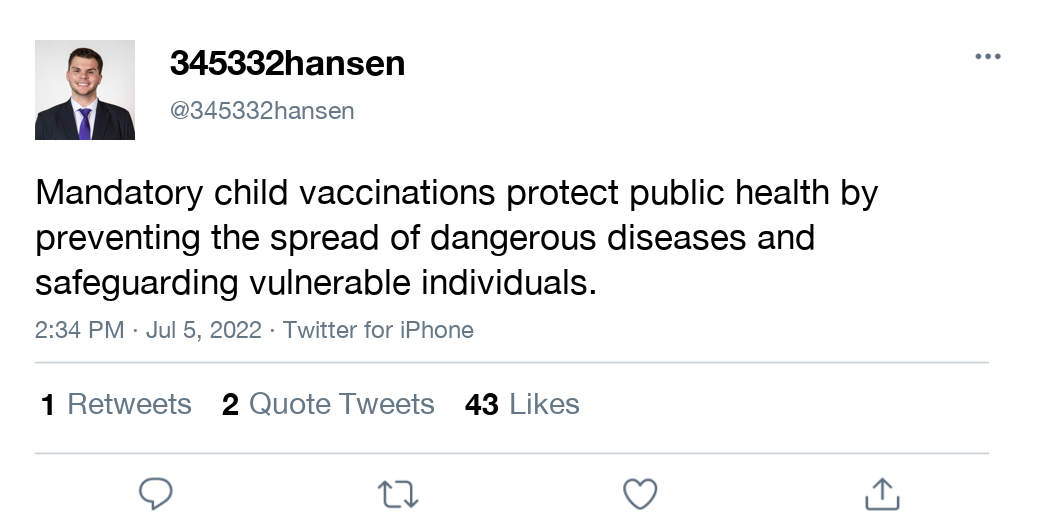 345332hansen
@345332hansen
Mandatory child vaccinations protect public health by
preventing the spread of dangerous diseases and
safeguarding vulnerable individuals.
2:34 PM · Jul 5, 2022 · Twitter for iPhone
1 Retweets 2 Quote Tweets 43 Likes